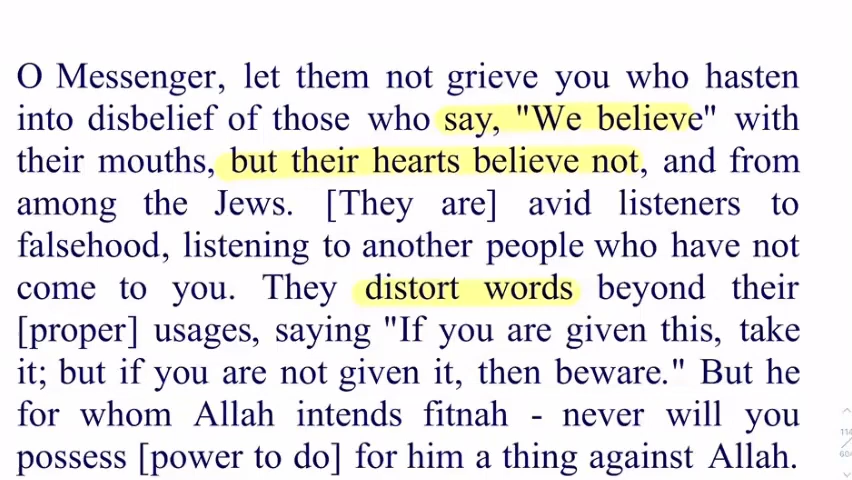 O Messenger, let them not grieve you who hasten
into disbelief of those who say, "We believe" with
their mouths, but their hearts believe not, and from
among the Jews. [They are] avid listeners to
falsehood, listening to another people who have not
come to you. They distort words beyond their
[proper] usages, saying "If you are given this, take
it; but if you are not given it, then beware." But he
for whom Allah intends fitnah - never will you
possess [power to do] for him a thing against Allah.
114
604